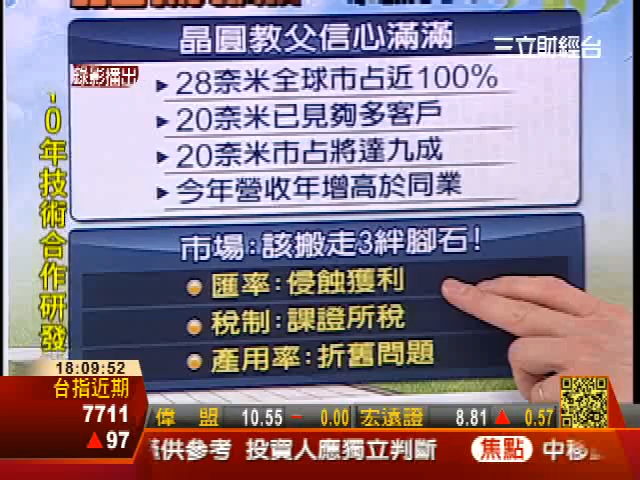 晶圓教父信心滿滿
三立財經台
錄影播出
28奈米全球市占近100%
20奈米已見夠多客戶
20奈米市占將達九成
今年營收年增高於同業
0年技術合作研發
市場:該搬走3絆腳石!
匯率:侵蝕獲利
稅制:課證所稅
產用率:折舊問題
18:09:52
台指近期
7711
▲97
偉盟 10.55 - 0.00 宏遠證 8.81 ▲ 0.57
供參考 投資人應獨立判斷 焦點 中移